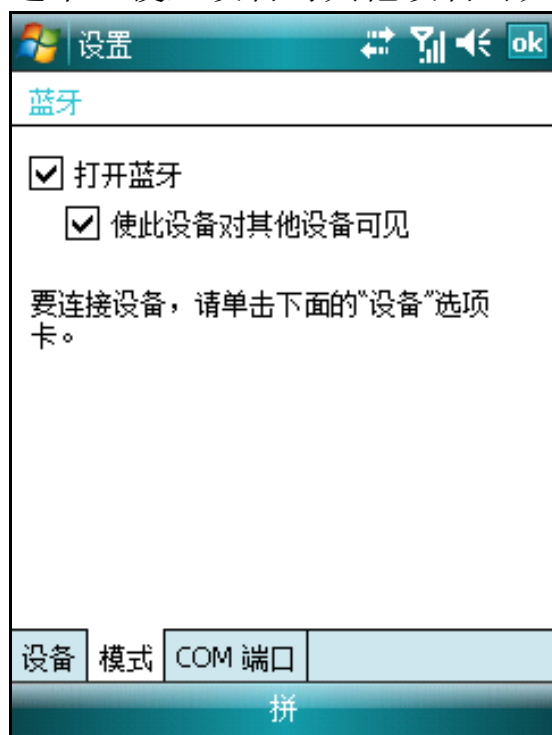 设置
ok
蓝牙
打开蓝牙
使此设备对其他设备可见
要连接设备，请单击下面的“设备”选项
卡。
设备 模式 COM 端口
拼